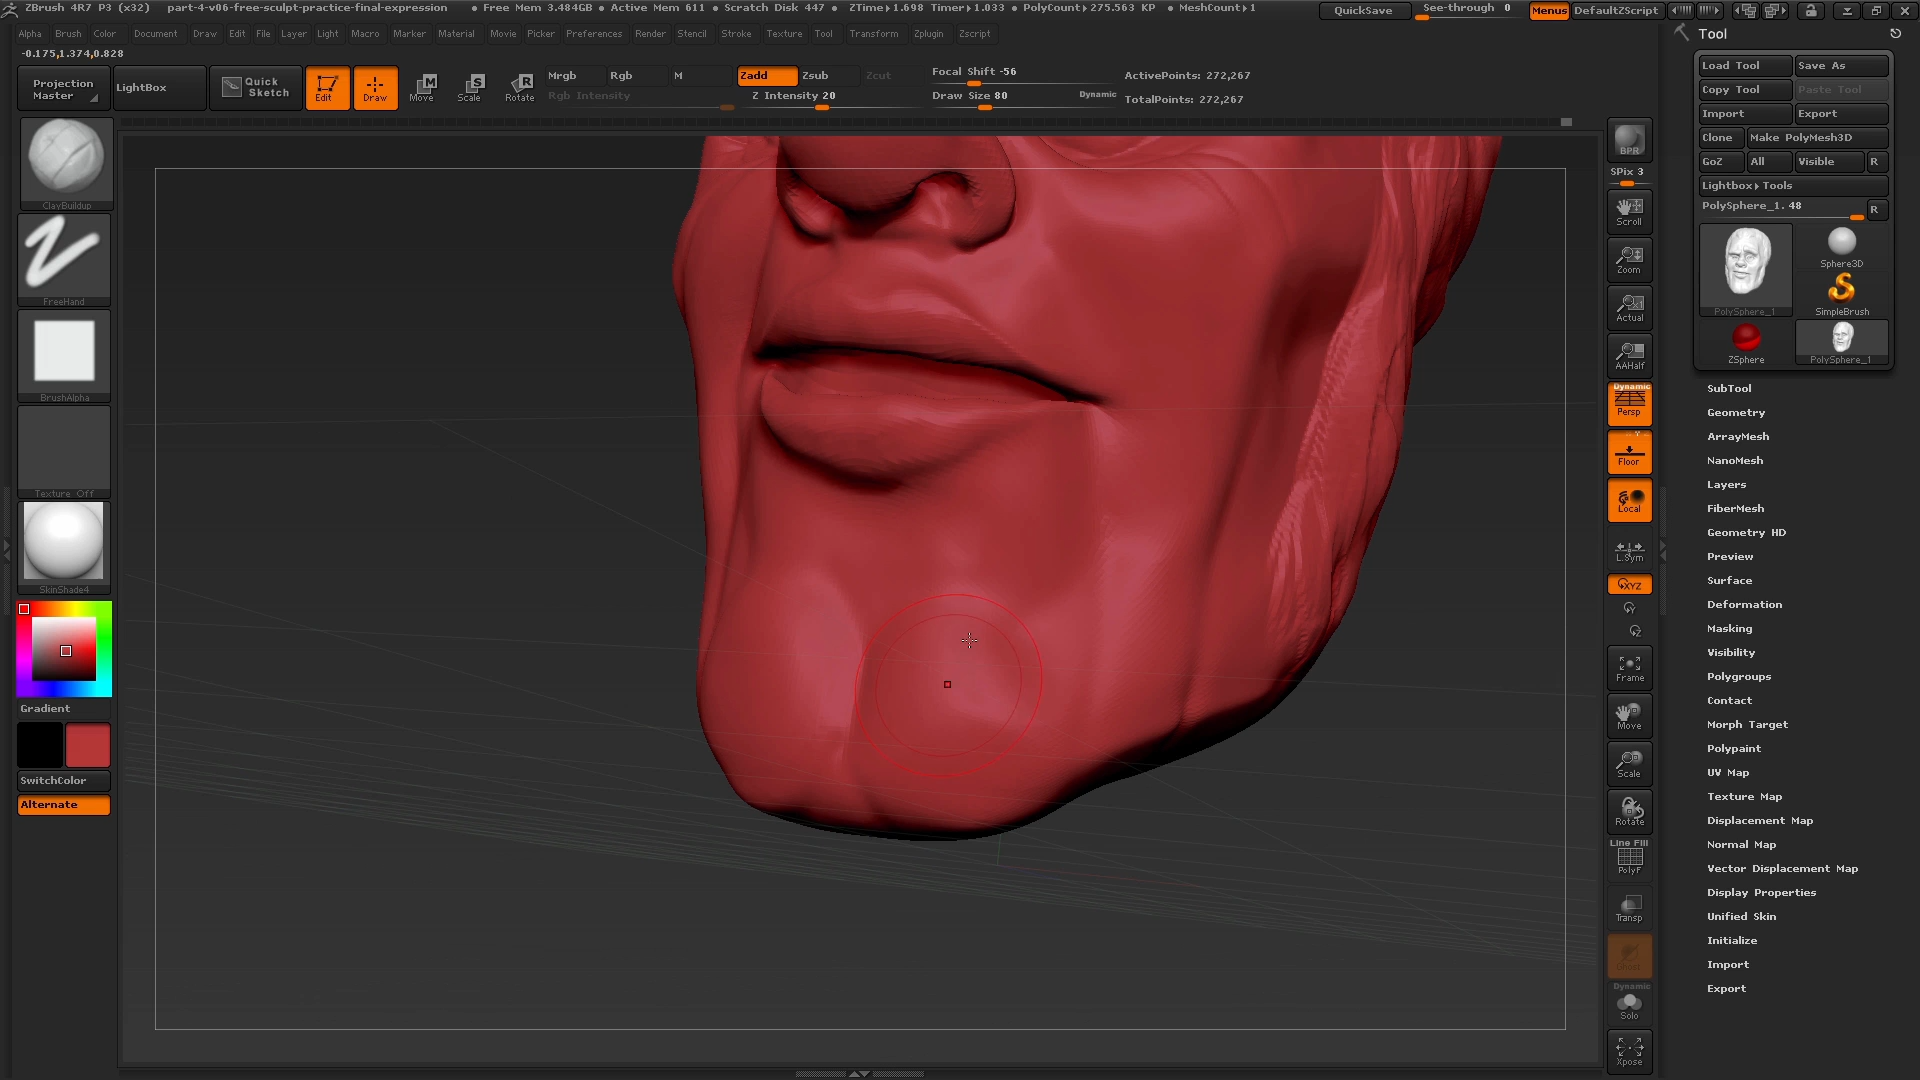 ZBrush 4R7 P3 (x32) part-4-v06-free-sculpt-practice-final-expression • Free Mem 3.484GB • Active Mem 611 • Scratch Disk 447 • ZTime▸1.698 Timer▸1.033 • PolyCount▸275.563 KP • MeshCount▸1 QuickSave See-through 0 Menus DefaultZScript
Alpha Brush Color Document Draw Edit File Layer Light Macro Marker Material Movie Picker Preferences Render Stencil Stroke Texture Tool Transform Zplugin Zscript
-0.175,1.374,0.828
Projection Master
LightBox
Quick Sketch
Edit
Draw
Move
Scale
Rotate
Mrgb Rgb M
Rgb Intensity
Zadd Zsub Zcut
Z Intensity 20
Focal Shift -56
Draw Size 80 Dynamic
ActivePoints: 272,267
TotalPoints: 272,267
ClayBuildup
FreeHand
BrushAlpha
Texture Off
SkinShade4
Gradient
SwitchColor
Alternate
BPR
SPix 3
Scroll
Zoom
Actual
AAHalf
Dynamic
Persp
Floor
Local
L.Sym
XYZ
Frame
Move
Scale
Rotate
Line Fill
PolyF
Transp
Ghost
Dynamic
Solo
Xpose
Tool
Load Tool Save As
Copy Tool Paste Tool
Import Export
Clone Make PolyMesh3D
GoZ All Visible R
Lightbox▸Tools
PolySphere_1. 48 R
PolySphere_1
Sphere3D
SimpleBrush
ZSphere
PolySphere_1
SubTool
Geometry
ArrayMesh
NanoMesh
Layers
FiberMesh
Geometry HD
Preview
Surface
Deformation
Masking
Visibility
Polygroups
Contact
Morph Target
Polypaint
UV Map
Texture Map
Displacement Map
Normal Map
Vector Displacement Map
Display Properties
Unified Skin
Initialize
Import
Export